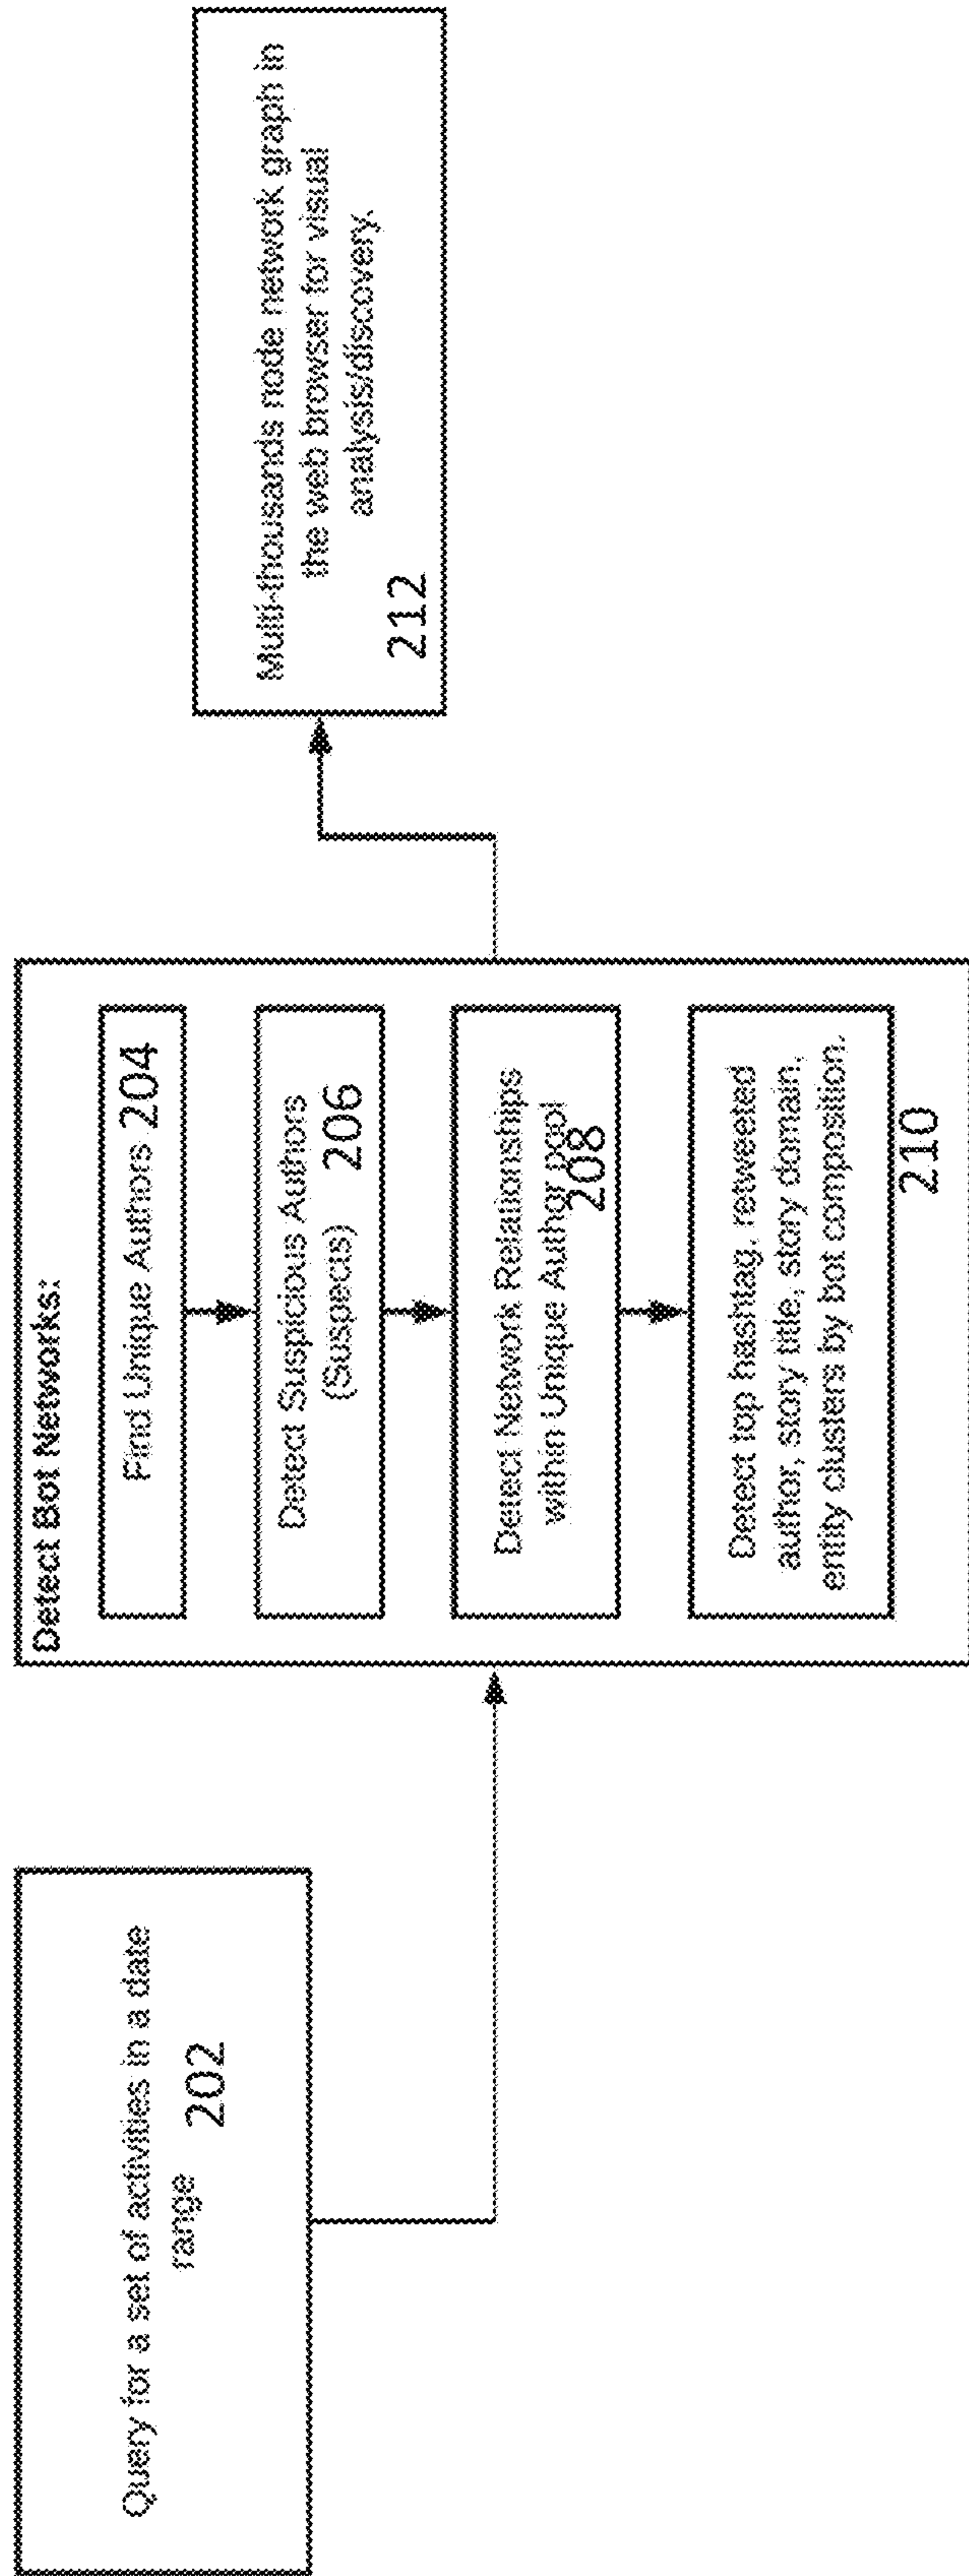 Query for a set of activities in a date
range 202
Detect Bot Networks:
Find Unique Authors 204
Detect Suspicious Authors
(Suspects) 206
Detect Network Relationships
within Unique Author pool
208
Detect top hashtag, retweeted
author, story title, story domain,
entity clusters by bot composition.
210
Multi-thousands node network graph in
the web browser for visual
analysis/discovery.
212